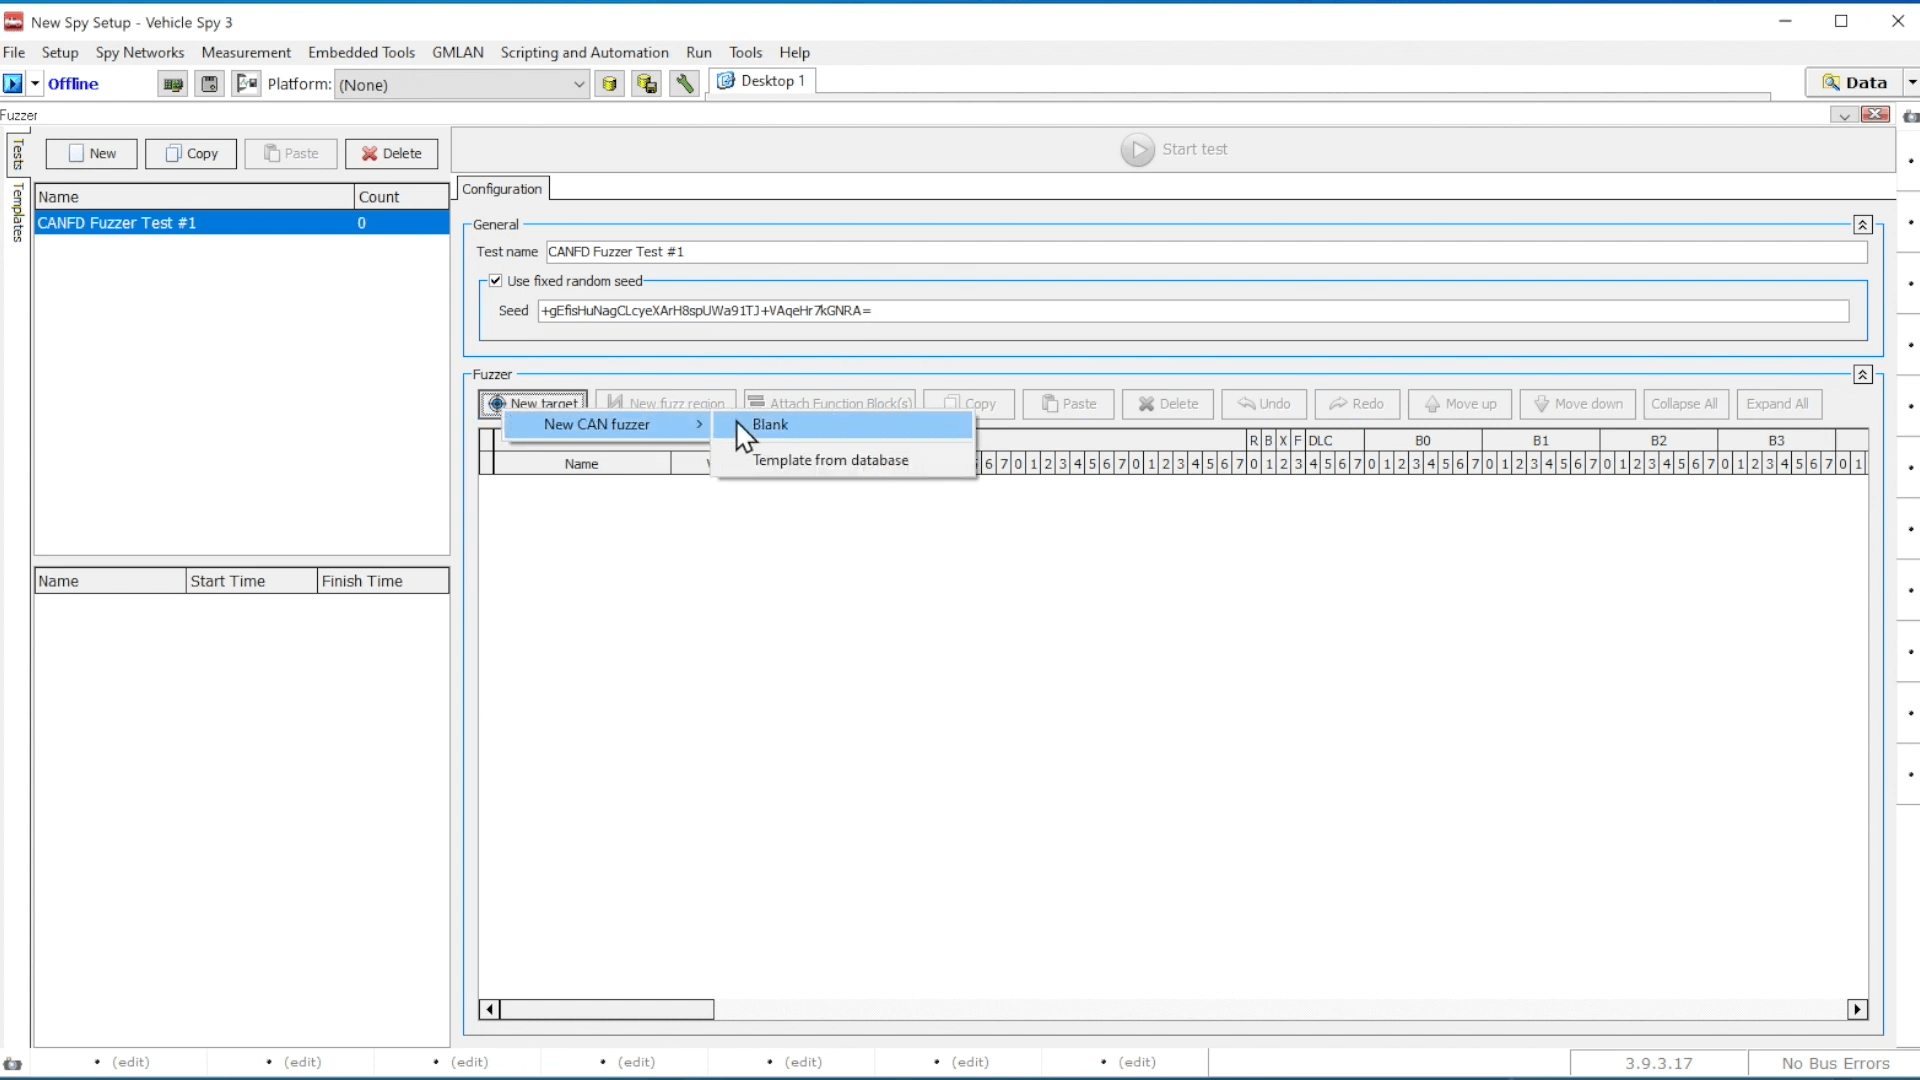 New Spy Setup - Vehicle Spy 3
File Setup Spy Networks Measurement Embedded Tools GMLAN Scripting and Automation Run Tools Help
Offline Platform: (None) Desktop 1 Data
Fuzzer
Tests
Templates
New Copy Paste Delete
Start test
Name Count
CANFD Fuzzer Test #1 0
Configuration
General
Test name CANFD Fuzzer Test #1
Use fixed random seed
Seed +gEfisHuNagCLcyeXArH8spUWa91TJ+VAqeHr7kGNRA=
Fuzzer
New target New fuzz region Attach Function Block(s) Copy Paste Delete Undo Redo Move up Move down Collapse All Expand All
New CAN fuzzer > Blank
Template from database
R B X F DLC B0 B1 B2 B3
Name 6 7 0 1 2 3 4 5 6 7 0 1 2 3 4 5 6 7 0 1 2 3 4 5 6 7 0 1 2 3 4 5 6 7 0 1 2 3 4 5 6 7 0 1 2 3 4 5 6 7 0 1 2 3 4 5 6 7 0 1
Name Start Time Finish Time
(edit) (edit) (edit) (edit) (edit) (edit) (edit) 3.9.3.17 No Bus Errors